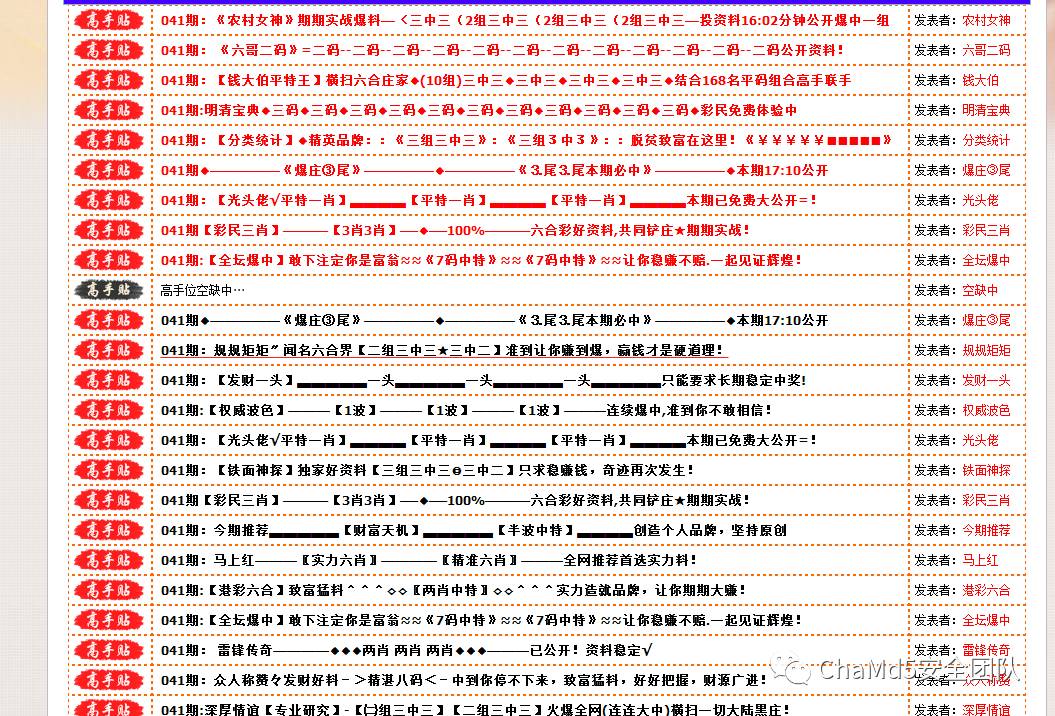 高手贴 041期：《农村女神》期期实战爆料—〈三中三（2组三中三（2组三中三（2组三中三—投资料16:02分钟公开爆中一组 发表者：农村女神
高手贴 041期：《六哥二码》=二码--二码--二码--二码--二码--二码--二码--二码--二码--二码--二码--二码公开资料！ 发表者：六哥二码
高手贴 041期：【钱大伯平特王】横扫六合庄家◆(10组)三中三◆三中三◆三中三◆三中三◆结合168名平码组合高手联手 发表者：钱大伯
高手贴 041期:明清宝典◆三码◆三码◆三码◆三码◆三码◆三码◆三码◆三码◆三码◆三码◆三码◆彩民免费体验中 发表者：明清宝典
高手贴 041期：【分类统计】◆精英品牌：：《三组三中三》：《三组３中３》：：脱贫致富在这里！《￥￥￥￥￥■■■■■》 发表者：分类统计
高手贴 041期◆—————《爆庄③尾》—————◆—————《⒊尾⒊尾本期必中》—————◆本期17:10公开 发表者：爆庄③尾
高手贴 041期：【光头佬√平特一肖】▄▄▄▄【平特一肖】▄▄▄▄【平特一肖】▄▄▄▄本期已免费大公开=！ 发表者：光头佬
高手贴 041期【彩民三肖】———【3肖3肖】—-◆—-100%————六合彩好资料,共同铲庄★期期实战！ 发表者：彩民三肖
高手贴 041期:【全坛爆中】敢下注定你是富翁≈≈《7码中特》≈≈《7码中特》≈≈让你稳赚不赔.一起见证辉煌！ 发表者：全坛爆中
高手贴 高手位空缺中… 发表者：空缺中
高手贴 041期◆—————《爆庄③尾》—————◆—————《⒊尾⒊尾本期必中》—————◆本期17:10公开 发表者：爆庄③尾
高手贴 041期：规规矩矩〞闻名六合界【二组三中三★三中二】准到让你赚到爆，赢钱才是硬道理！ 发表者：规规矩矩
高手贴 041期：【发财一头】▄▄▄▄▄一头▄▄▄▄▄一头▄▄▄▄▄一头▄▄▄▄▄只能要求长期稳定中奖! 发表者：发财一头
高手贴 041期:【权威波色】———【1波】———【1波】———【1波】———连续爆中,准到你不敢相信！ 发表者：权威波色
高手贴 041期：【光头佬√平特一肖】▄▄▄▄【平特一肖】▄▄▄▄【平特一肖】▄▄▄▄本期已免费大公开=！ 发表者：光头佬
高手贴 041期：【铁面神探】独家好资料【三组三中三⊙三中二】只求稳赚钱，奇迹再次发生！ 发表者：铁面神探
高手贴 041期【彩民三肖】———【3肖3肖】—-◆—-100%————六合彩好资料,共同铲庄★期期实战！ 发表者：彩民三肖
高手贴 041期：今期推荐▄▄▄▄▄【财富天机】▄▄▄▄▄【半波中特】▄▄▄▄创造个人品牌，坚持原创 发表者：今期推荐
高手贴 041期：马上红———〖实力六肖〗————〖精准六肖〗———全网推荐首选实力料！ 发表者：马上红
高手贴 041期:【港彩六合】致富猛料＾＾＾◇◇〖两肖中特〗◇◇＾＾＾实力造就品牌，让你期期大赚！ 发表者：港彩六合
高手贴 041期:【全坛爆中】敢下注定你是富翁≈≈《7码中特》≈≈《7码中特》≈≈让你稳赚不赔.一起见证辉煌！ 发表者：全坛爆中
高手贴 041期： 雷锋传奇————◆◆◆两肖 两肖 两肖◆◆◆———已公开！资料稳定√ 发表者：雷锋传奇
高手贴 041期：众人称赞々发财好料－＞精湛八码＜－中到你停不下来，致富猛料，好好把握，财源广进！ 发表者：众人称赞
高手贴 041期:深厚情谊【专业研究】-【㈡组三中三】【二组三中三】火爆全网(连连大中)横扫一切大陆黑庄！ 发表者：深厚情谊
ChaMd5安全团队